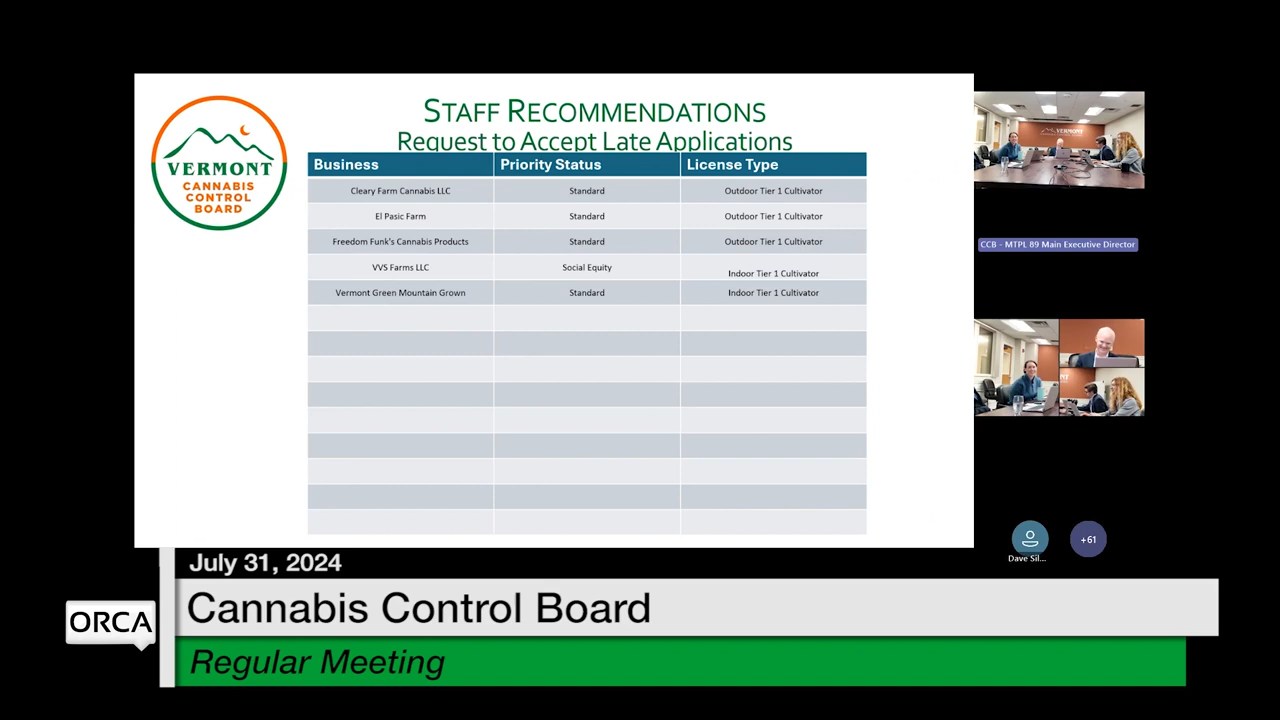 STAFF RECOMMENDATIONS
Request to Accept Late Applications
VERMONT
CANNABIS
CONTROL
BOARD
Business Priority Status License Type
Cleary Farm Cannabis LLC Standard Outdoor Tier 1 Cultivator
El Pasic Farm Standard Outdoor Tier 1 Cultivator
Freedom Funk's Cannabis Products Standard Outdoor Tier 1 Cultivator
VVS Farms LLC Social Equity Indoor Tier 1 Cultivator
Vermont Green Mountain Grown Standard Indoor Tier 1 Cultivator
VERMONT
CCB - MTPL 89 Main Executive Director
+61
Dave Sil...
July 31, 2024
ORCA
Cannabis Control Board
Regular Meeting